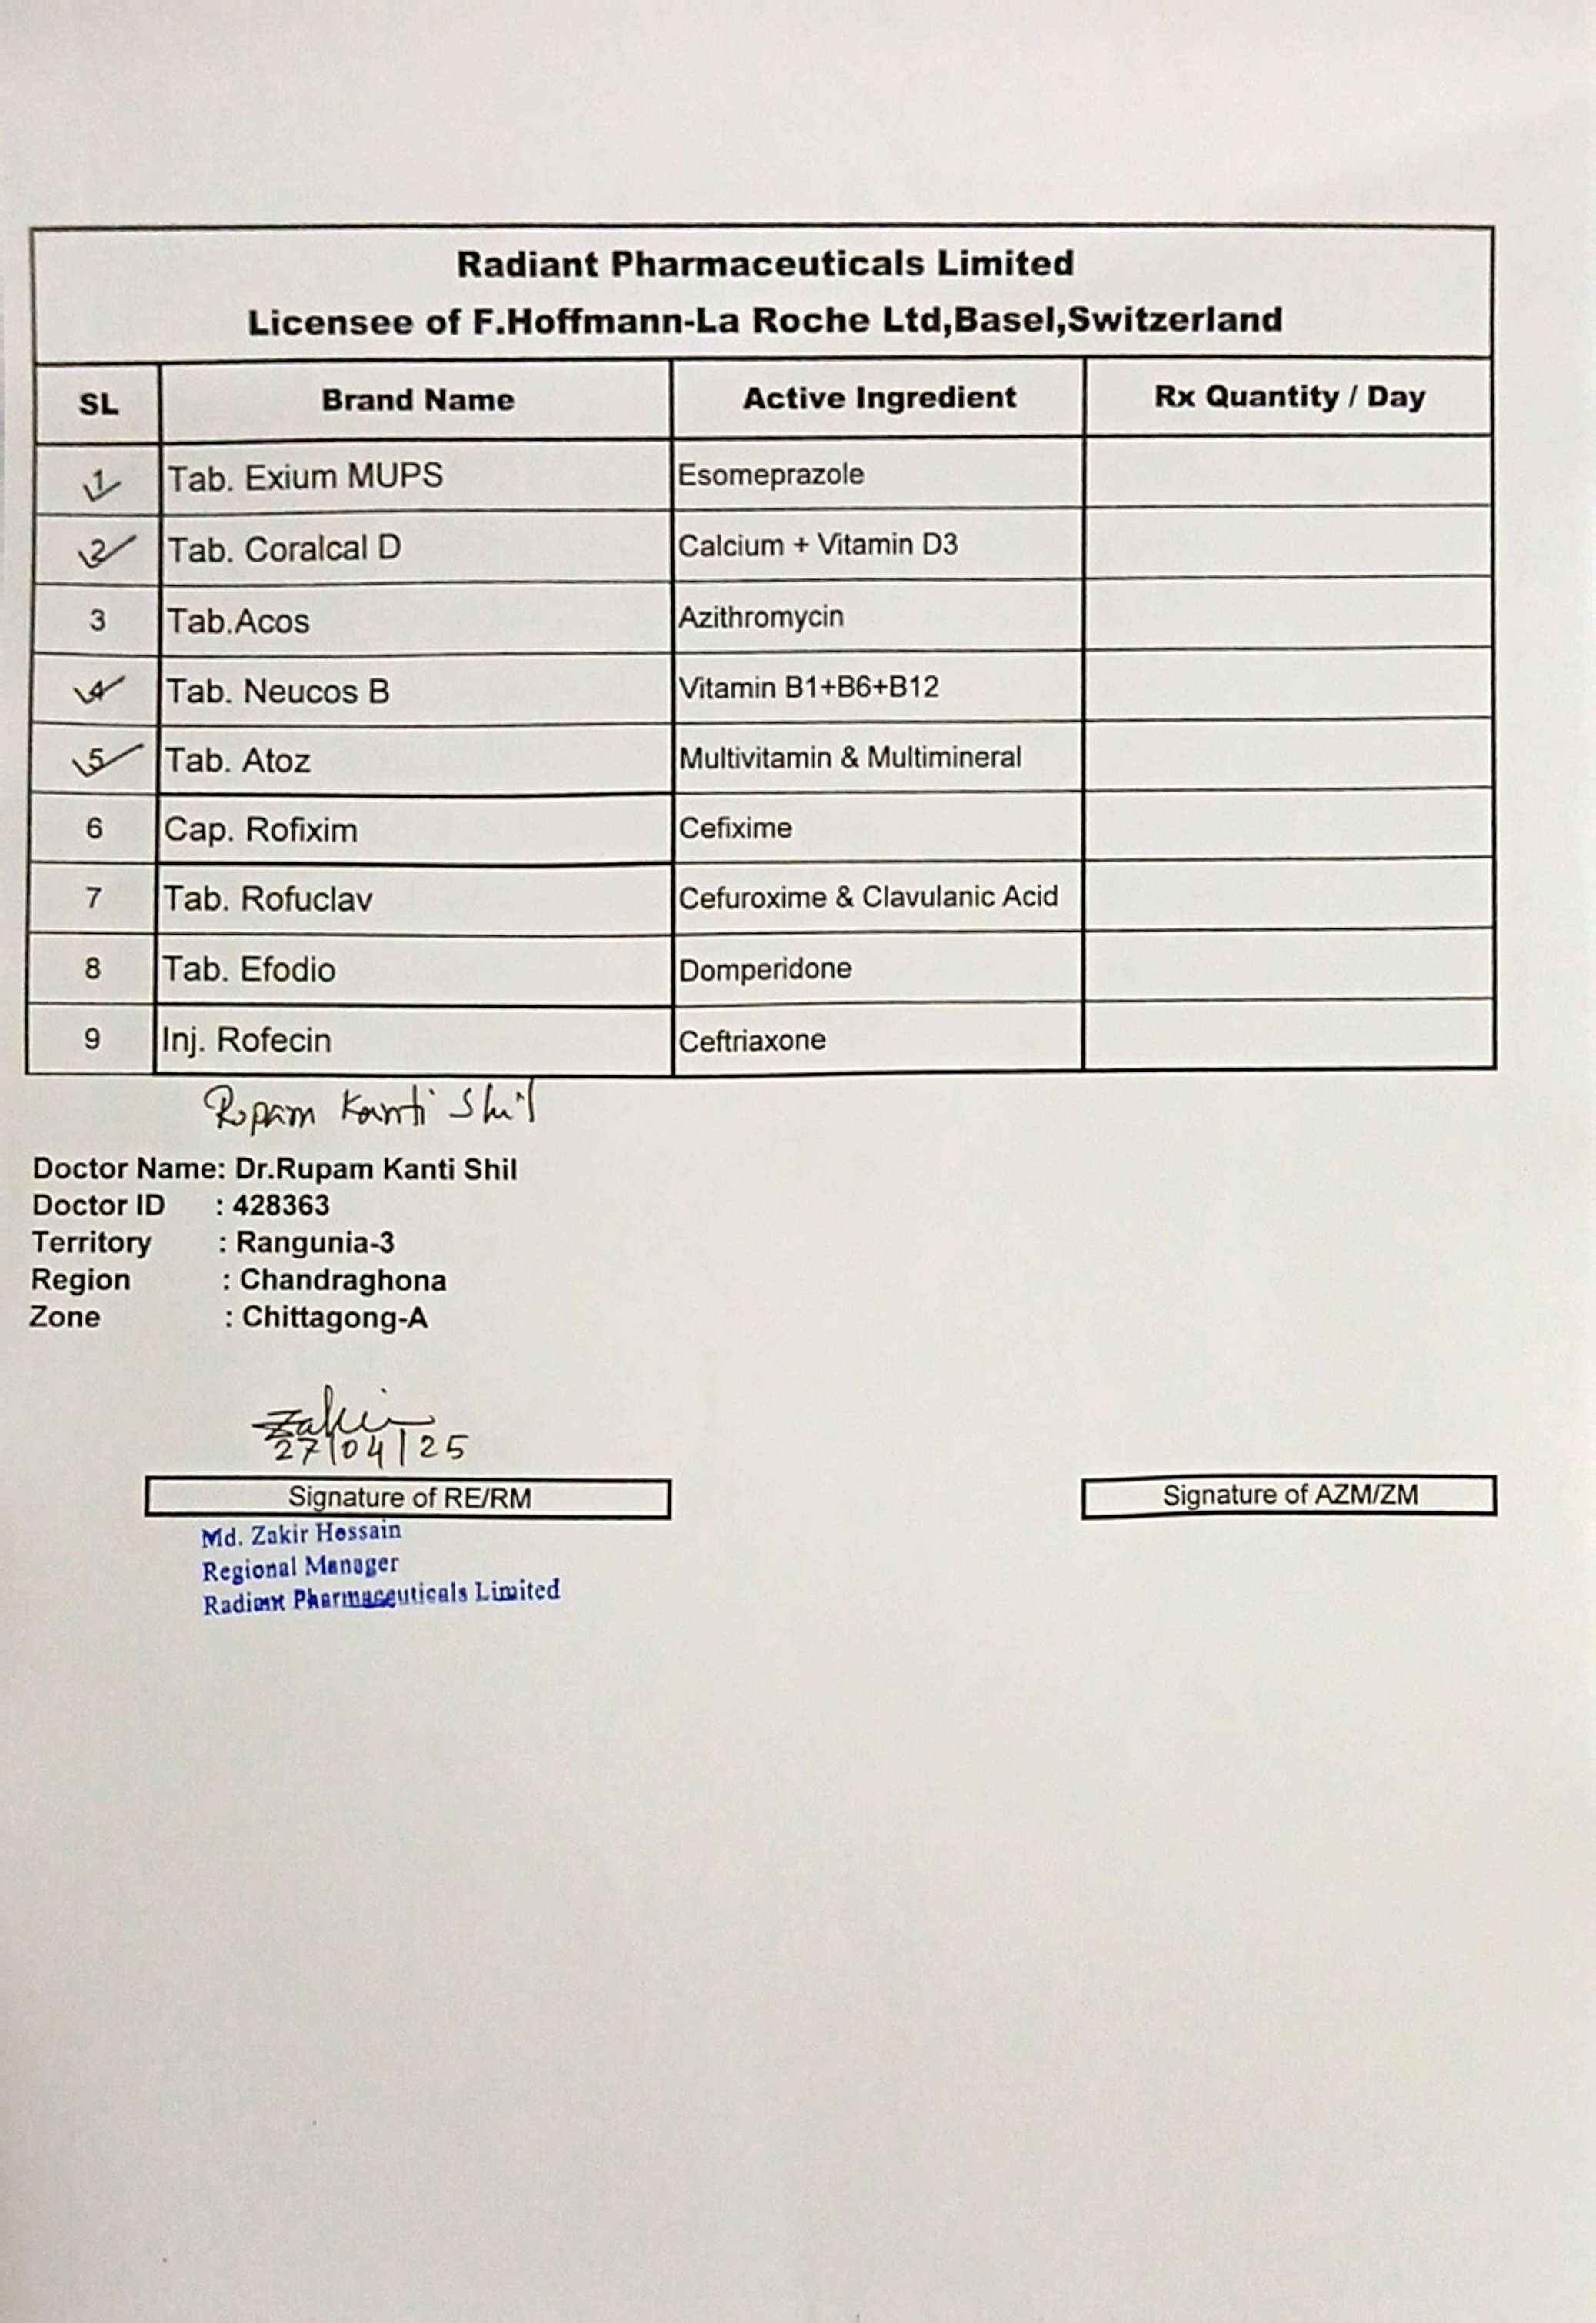 Radiant Pharmaceuticals Limited
Licensee of F.Hoffmann-La Roche Ltd,Basel,Switzerland
SL Brand Name Active Ingredient Rx Quantity / Day
1 Tab. Exium MUPS Esomeprazole
2 Tab. Coralcal D Calcium + Vitamin D3
3 Tab.Acos Azithromycin
4 Tab. Neucos B Vitamin B1+B6+B12
5 Tab. Atoz Multivitamin & Multimineral
6 Cap. Rofixim Cefixime
7 Tab. Rofuclav Cefuroxime & Clavulanic Acid
8 Tab. Efodio Domperidone
9 Inj. Rofecin Ceftriaxone
Rupam Kanti Shil
Doctor Name: Dr.Rupam Kanti Shil
Doctor ID : 428363
Territory : Rangunia-3
Region : Chandraghona
Zone : Chittagong-A
Zakir
27/04/25
Signature of RE/RM Signature of AZM/ZM
Md. Zakir Hossain
Regional Manager
Radiant Pharmaceuticals Limited